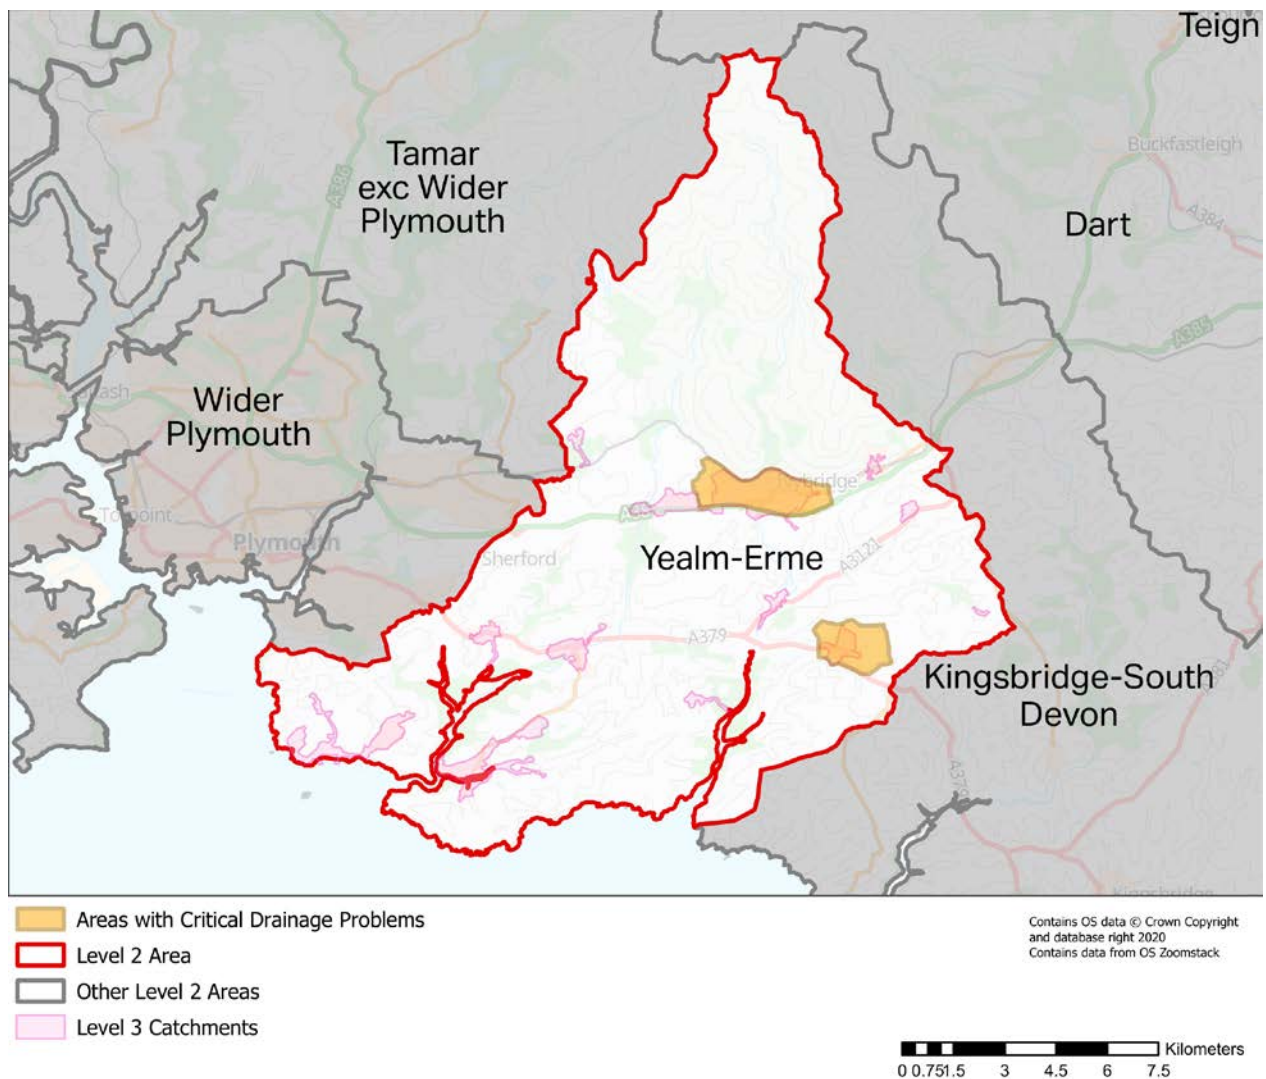 Teign
Buckfastleigh
Tamar
exc Wider
Plymouth
A386
A384
Dart
A385
Wider
Plymouth
Plymouth
Sherford
Yealm-Erme
A3121
A379
Kingsbridge-South
Devon
A379
Kingsbridge
Areas with Critical Drainage Problems
Level 2 Area
Other Level 2 Areas
Level 3 Catchments
Contains OS data © Crown Copyright
and database right 2020
Contains data from OS Zoomstack
Kilometers
0 0.751.5 3 4.5 6 7.5